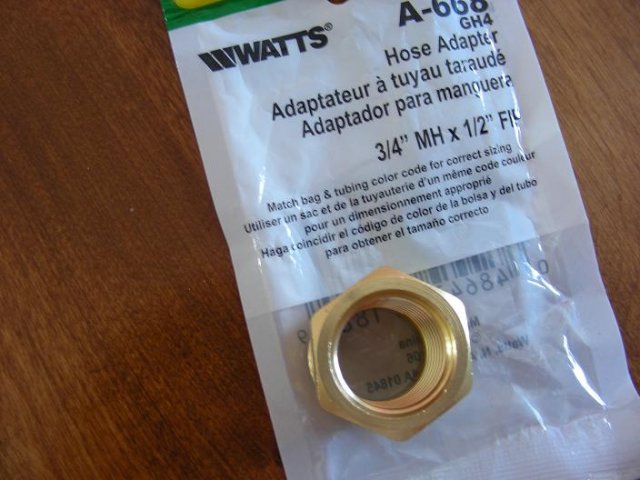 A-668
GH4
WATTS®
Hose Adapter
Adaptateur à tuyau taraudé
Adaptador para manguera
3/4" MH x 1/2"
Match bag & tubing color code for correct sizing
Utiliser un sac et de la tuyauterie d'un même code couleur
pour un dimensionnement approprié
Haga coincidir el código de color de la bolsa y del tubo
para obtener el tamaño correcto